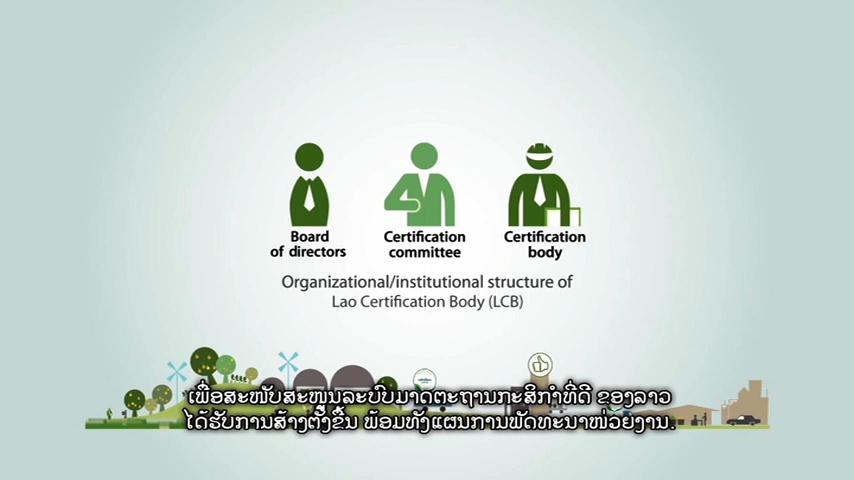 Board
of directors
Certification
committee
Certification
body
Organizational/institutional structure of
Lao Certification Body (LCB)
ເພື່ອສະໜັບສະໜູນລະບົບມາດຕະຖານກະສິກຳທີ່ດີ ຂອງລາວ
ໄດ້ຮັບການສ້າງຕັ້ງຂຶ້ນ ພ້ອມທັງແຜນການພັດທະນາໜ່ວຍງານ.